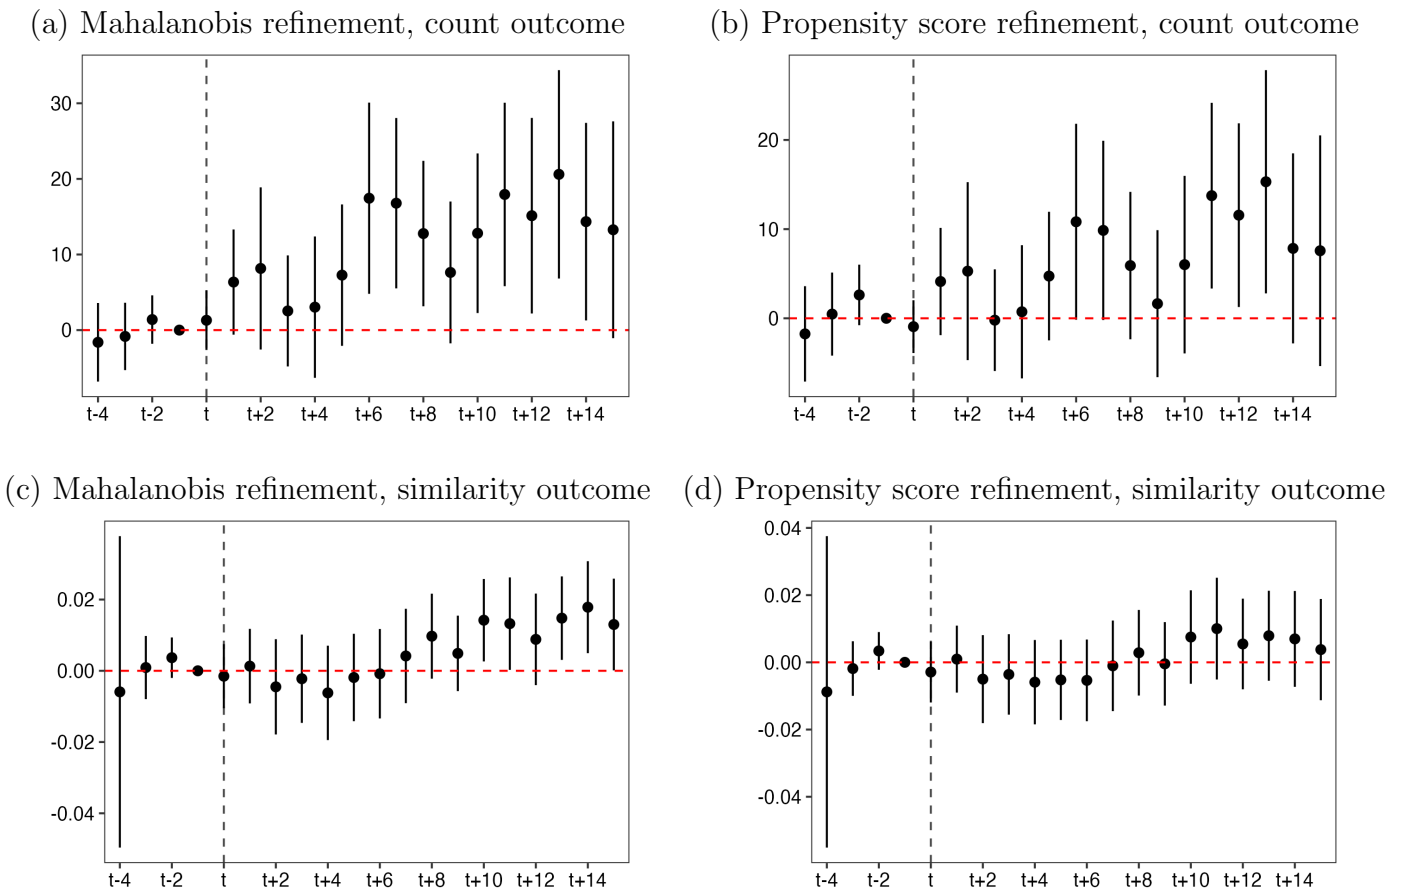 (a) Mahalanobis refinement, count outcome
30
20
10
0
t-4 t-2 t t+2 t+4 t+6 t+8 t+10 t+12 t+14
(b) Propensity score refinement, count outcome
20
10
0
t-4 t-2 t t+2 t+4 t+6 t+8 t+10 t+12 t+14
(c) Mahalanobis refinement, similarity outcome
0.02
0.00
-0.02
-0.04
t-4 t-2 t t+2 t+4 t+6 t+8 t+10 t+12 t+14
(d) Propensity score refinement, similarity outcome
0.04
0.02
0.00
-0.02
-0.04
t-4 t-2 t t+2 t+4 t+6 t+8 t+10 t+12 t+14